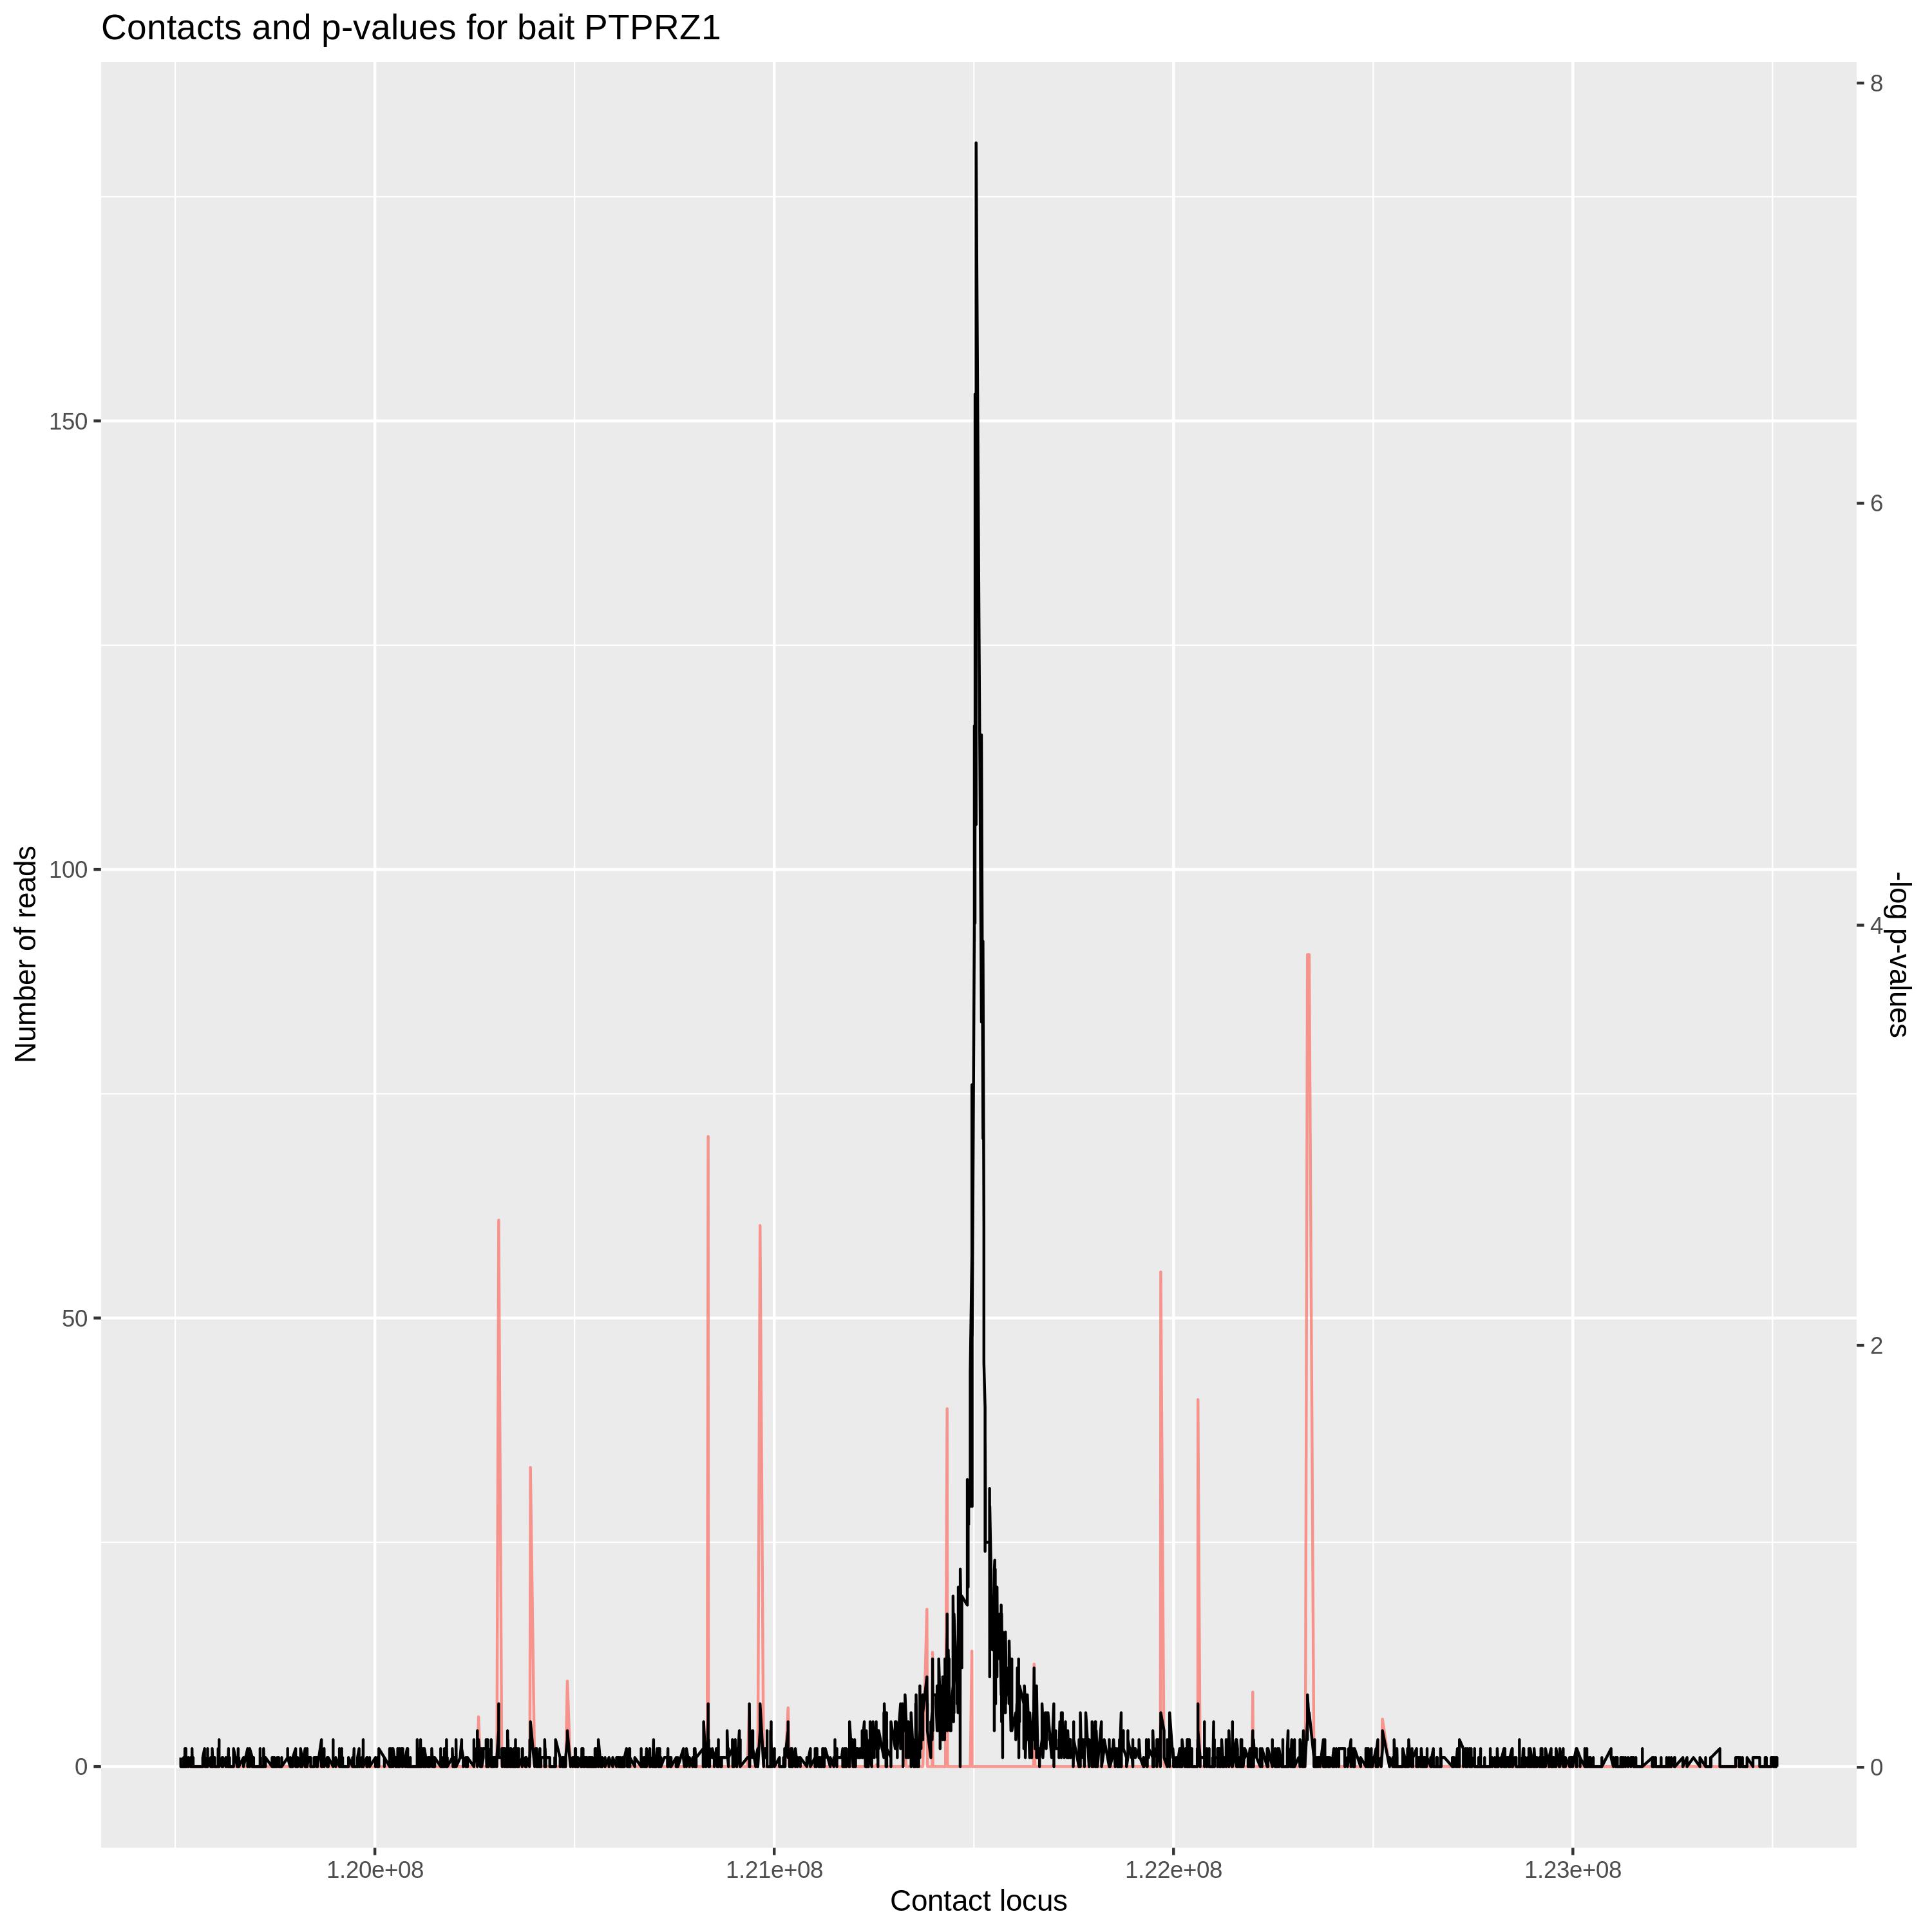 Contacts and p-values for bait PTPRZ1
8
150
6
100
4
50
2
0
0
Number of reads
-log p-values
1.20e+08
1.21e+08
1.22e+08
1.23e+08
Contact locus